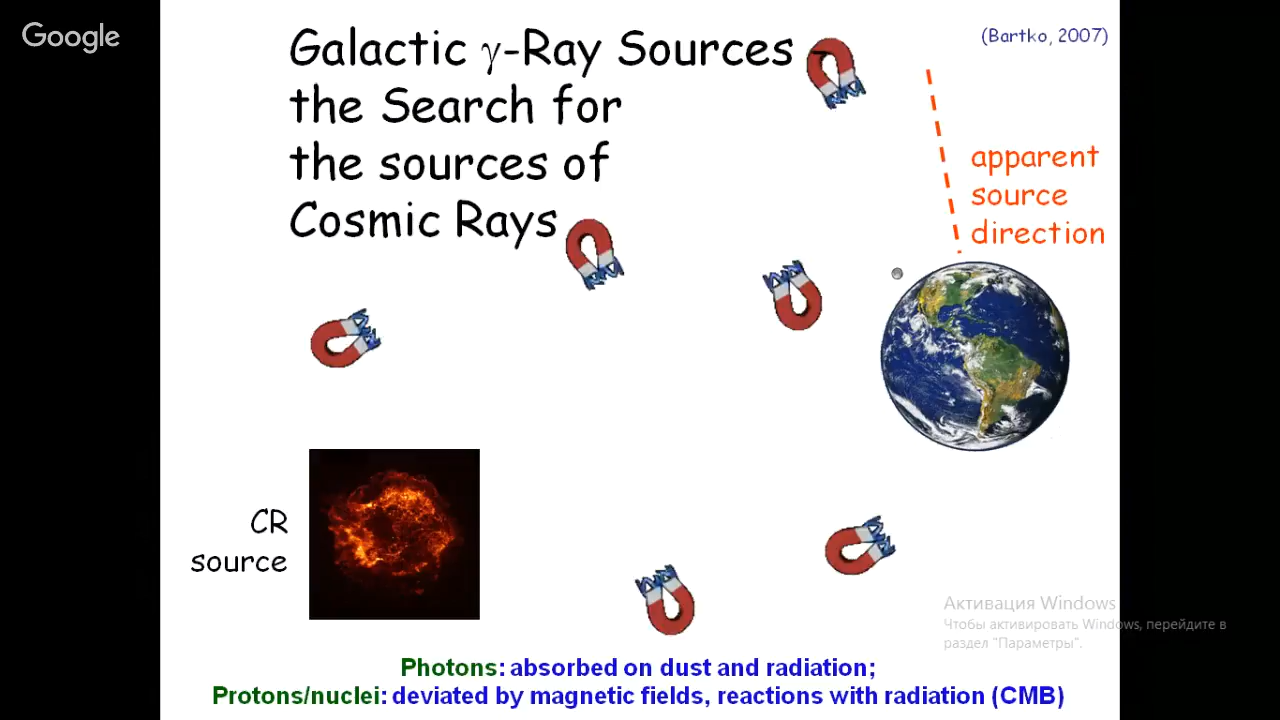 Google
Galactic γ-Ray Sources -
the Search for
the sources of
Cosmic Rays
(Bartko, 2007)
apparent
source
direction
CR
source
Активация Windows
Чтобы активировать Windows, перейдите в
раздел "Параметры".
Photons: absorbed on dust and radiation;
Protons/nuclei: deviated by magnetic fields, reactions with radiation (CMB)